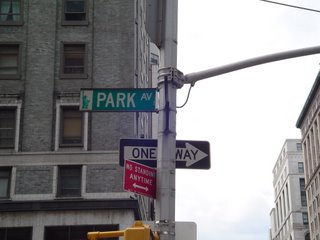 PARK AV
ONE WAY
NO STANDING
ANYTIME